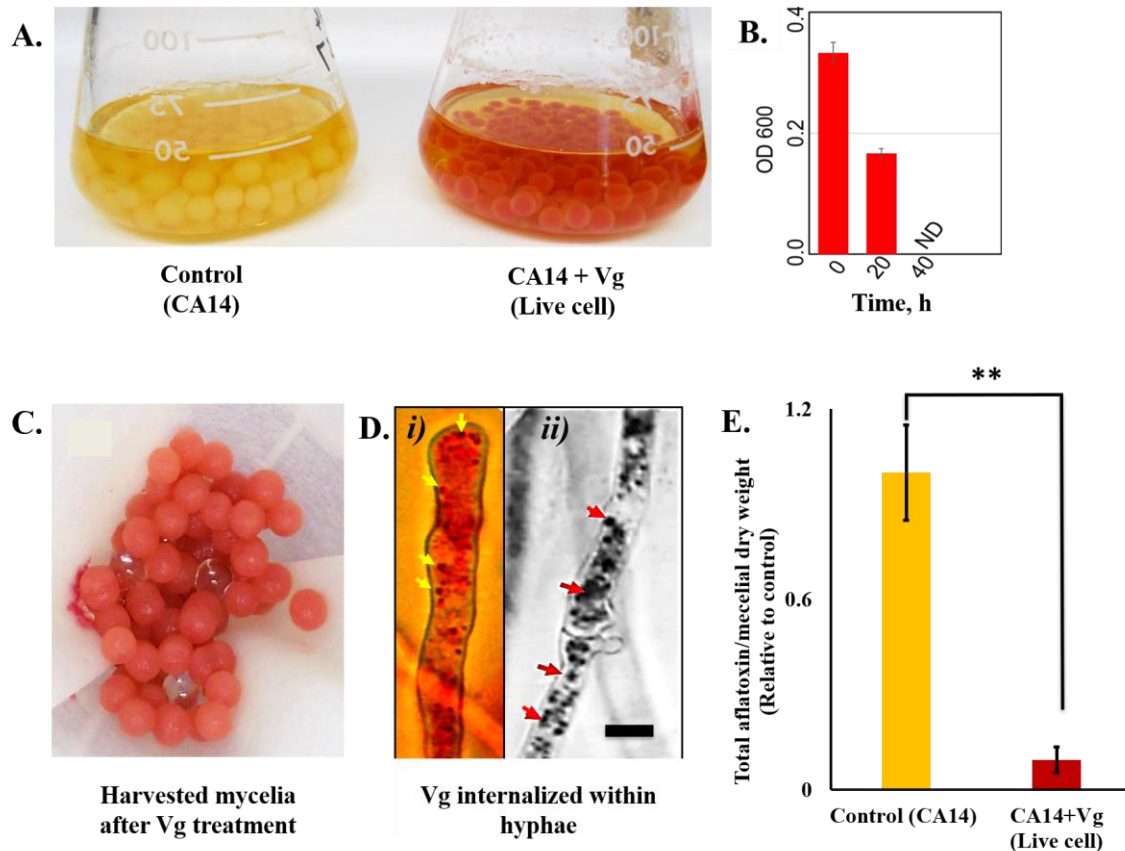 A.
100
75
50
100
75
50
Control
(CA14)
CA14 + Vg
(Live cell)
B.
OD 600
0.4
0.2
0.0
0
20
40
ND
Time, h
C.
Harvested mycelia
after Vg treatment
D.
i)
ii)
Vg internalized within
hyphae
E.
Total aflatoxin/mecelial dry weight
(Relative to control)
1.2
0.6
0
**
Control (CA14)
CA14+Vg
(Live cell)